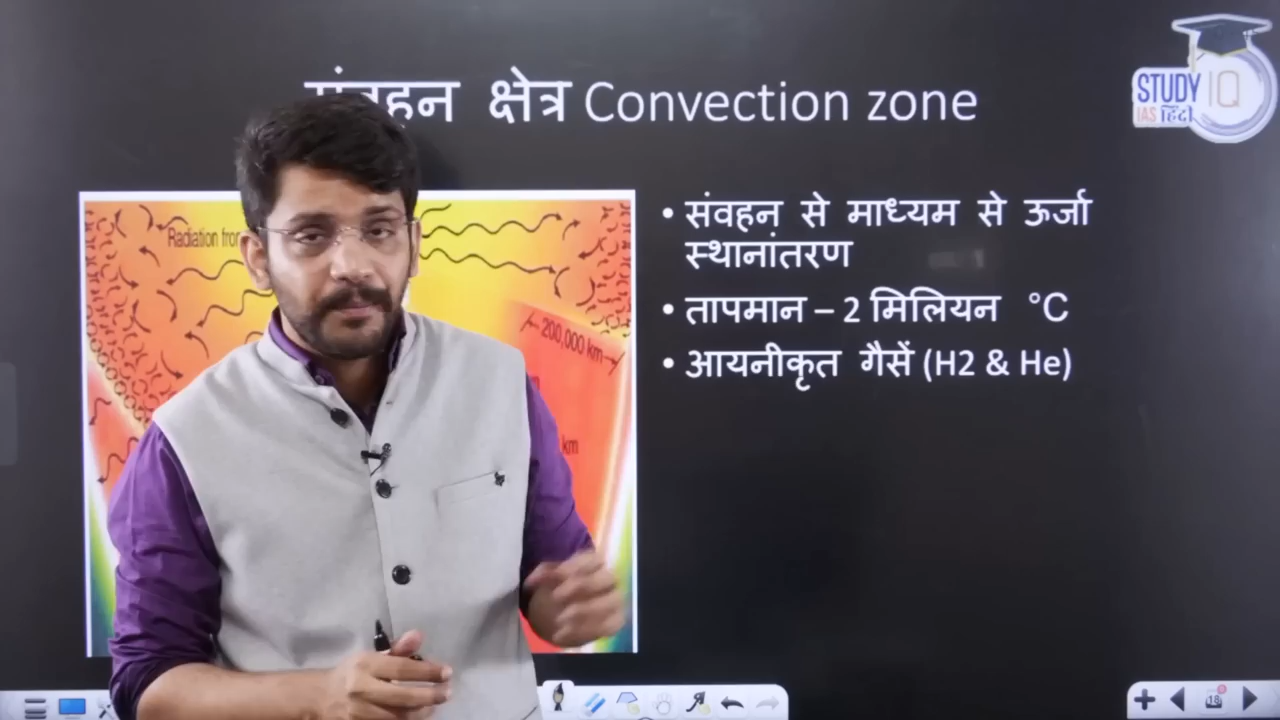 संवहन क्षेत्र Convection zone
STUDY IQ
IAS हिंदी
Radiation from
200,000 km
km
• संवहन से माध्यम से ऊर्जा
स्थानांतरण
• तापमान – 2 मिलियन °C
• आयनीकृत गैसें (H2 & He)
18